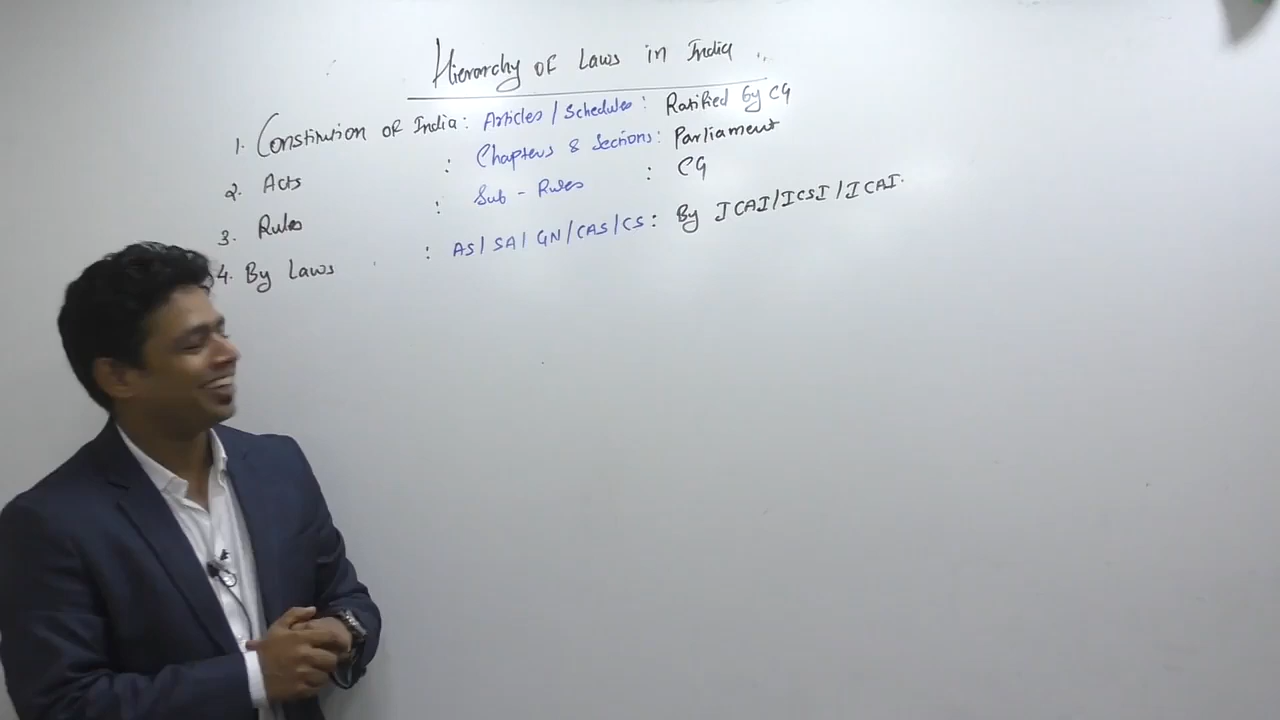 Hierarchy of Laws in India
1. Constitution of India: Articles / Schedules: Ratified By CG
2. Acts : Chapters & Sections: Parliament
3. Rules : Sub-Rules : CG
4. By Laws : AS/SA/GN/CAS/CS: By ICAI/ICSI/ICAI.